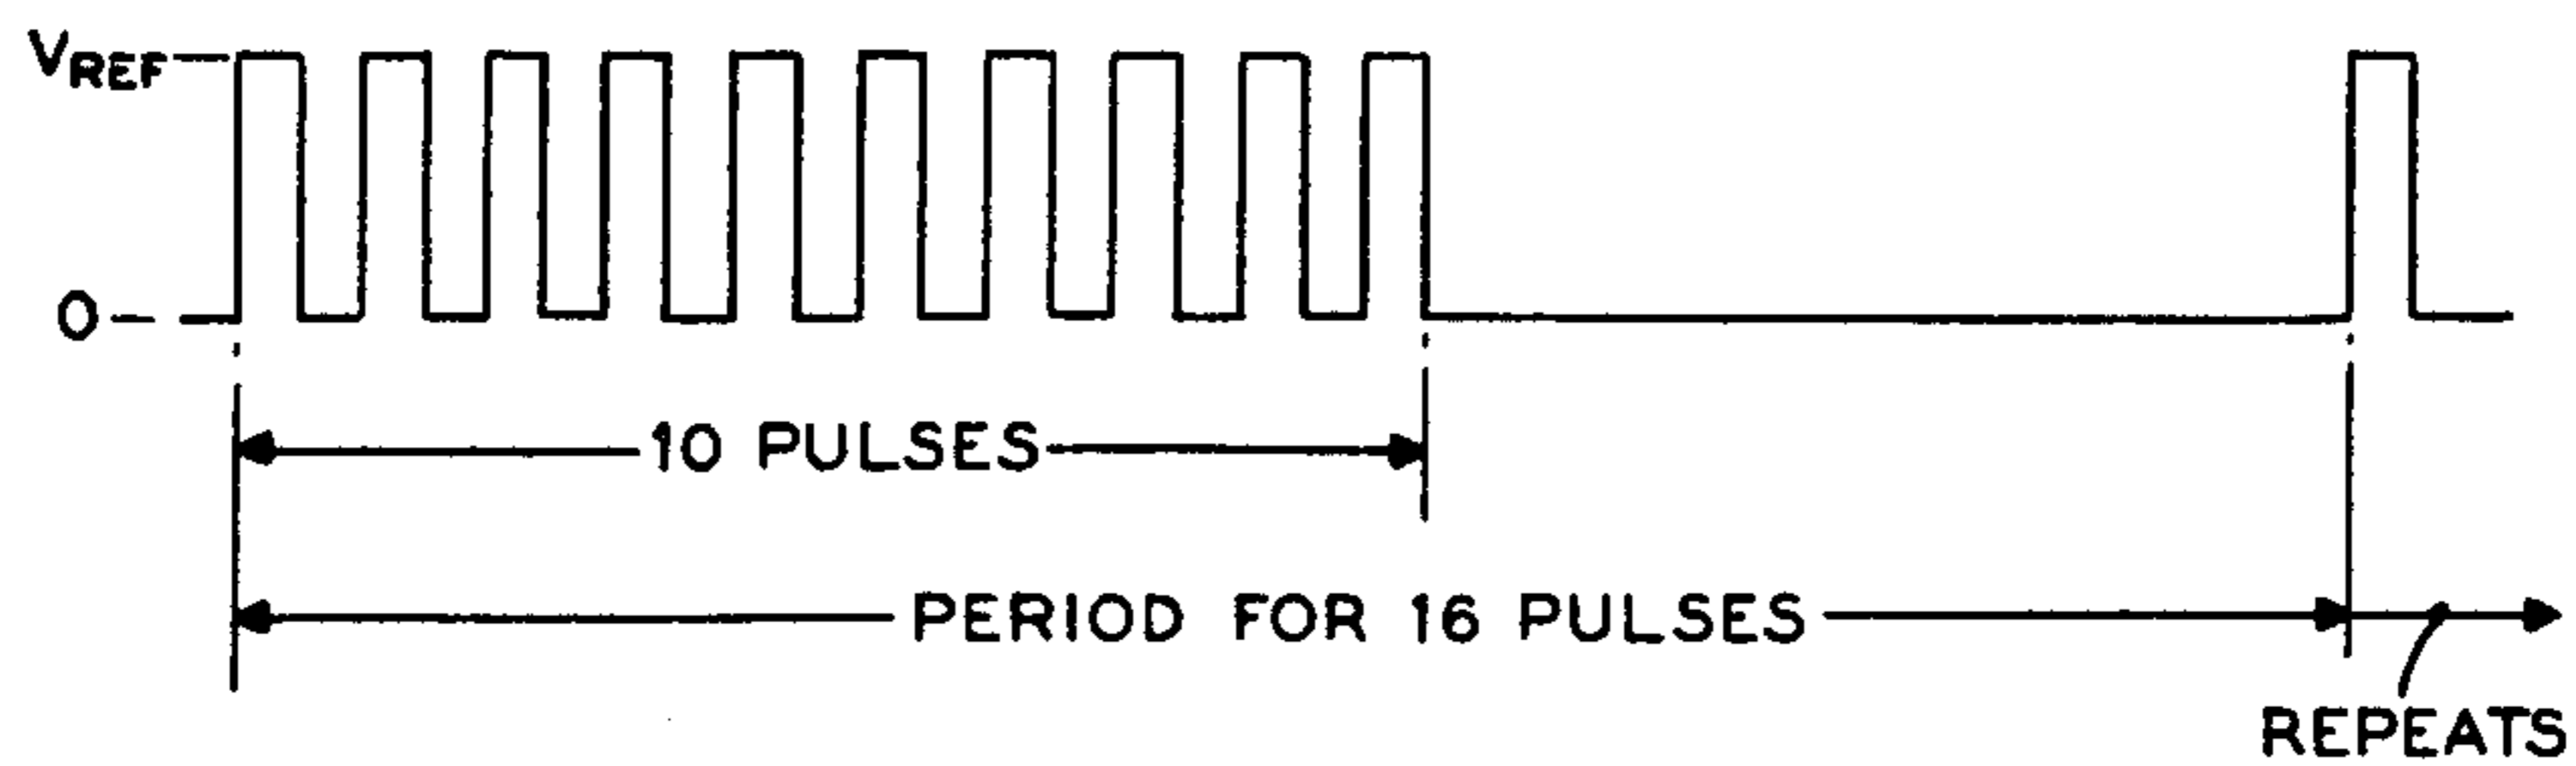 VREF
0
10 PULSES
PERIOD FOR 16 PULSES
REPEATS